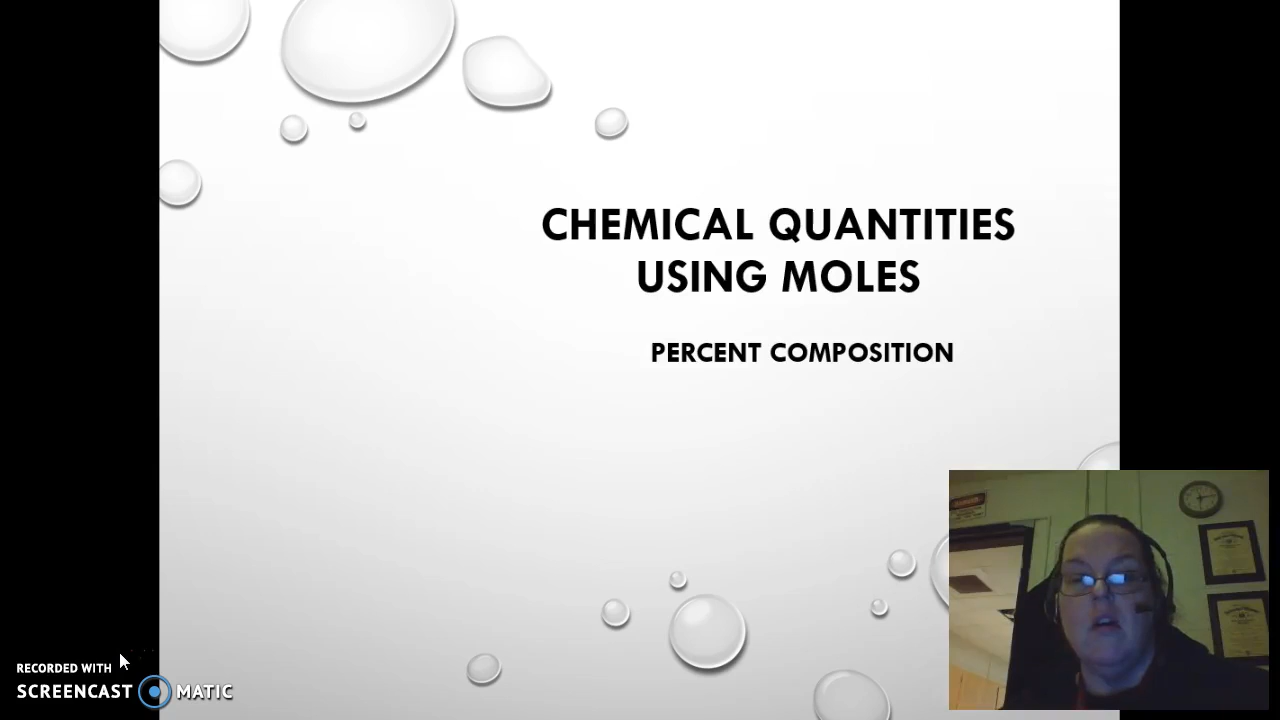 CHEMICAL QUANTITIES
USING MOLES
PERCENT COMPOSITION
RECORDED WITH
SCREENCAST MATIC